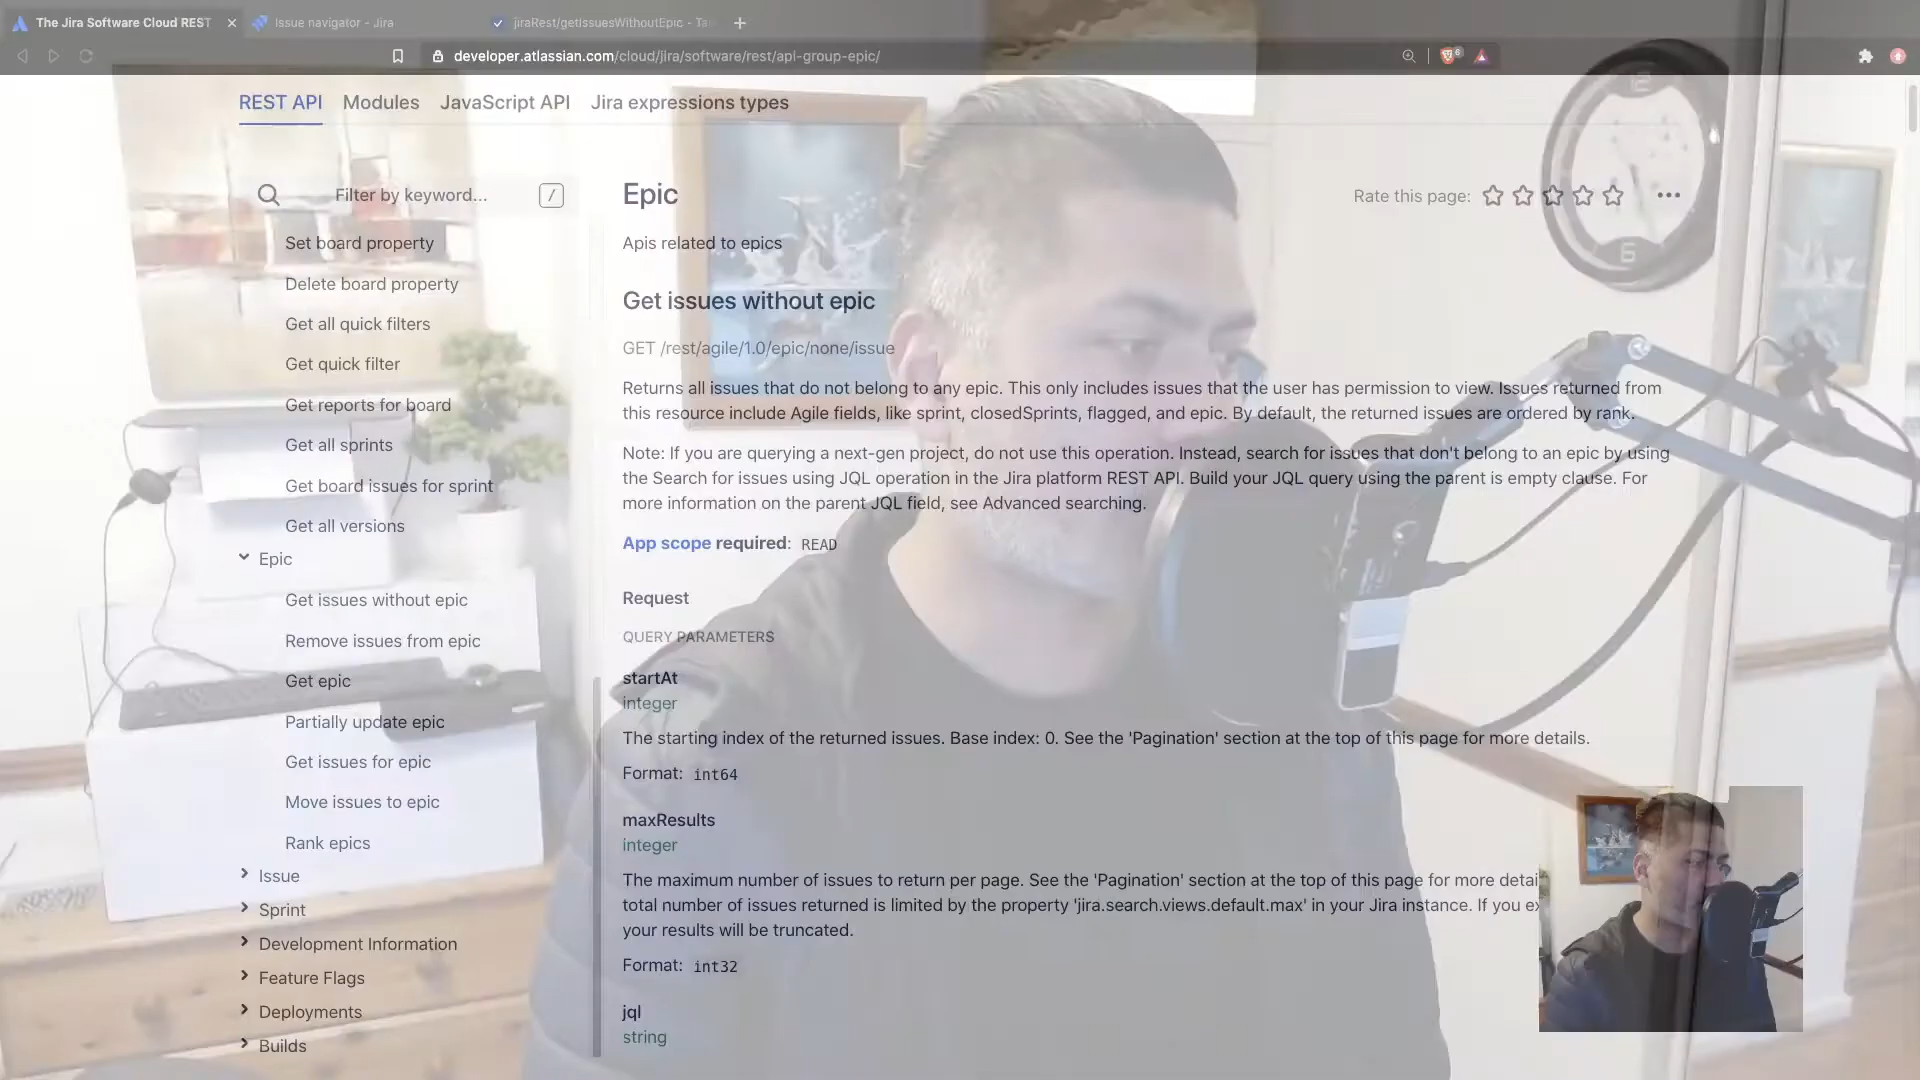 The Jira Software Cloud REST
Issue navigator - Jira
jiraRest/getIssuesWithoutEpic - Ta
developer.atlassian.com/cloud/jira/software/rest/api-group-epic/
6
REST API
Modules
JavaScript API
Jira expressions types
Filter by keyword...
/
Set board property
Delete board property
Get all quick filters
Get quick filter
Get reports for board
Get all sprints
Get board issues for sprint
Get all versions
Epic
Get issues without epic
Remove issues from epic
Get epic
Partially update epic
Get issues for epic
Move issues to epic
Rank epics
Issue
Sprint
Development Information
Feature Flags
Deployments
Builds
Epic
Rate this page:
Apis related to epics
Get issues without epic
GET /rest/agile/1.0/epic/none/issue
Returns all issues that do not belong to any epic. This only includes issues that the user has permission to view. Issues returned from
this resource include Agile fields, like sprint, closedSprints, flagged, and epic. By default, the returned issues are ordered by rank.
Note: If you are querying a next-gen project, do not use this operation. Instead, search for issues that don't belong to an epic by using
the Search for issues using JQL operation in the Jira platform REST API. Build your JQL query using the parent is empty clause. For
more information on the parent JQL field, see Advanced searching.
App scope required: READ
Request
QUERY PARAMETERS
startAt
integer
The starting index of the returned issues. Base index: 0. See the 'Pagination' section at the top of this page for more details.
Format: int64
maxResults
integer
The maximum number of issues to return per page. See the 'Pagination' section at the top of this page for more detai
total number of issues returned is limited by the property 'jira.search.views.default.max' in your Jira instance. If you ex
your results will be truncated.
Format: int32
jql
string
12
6